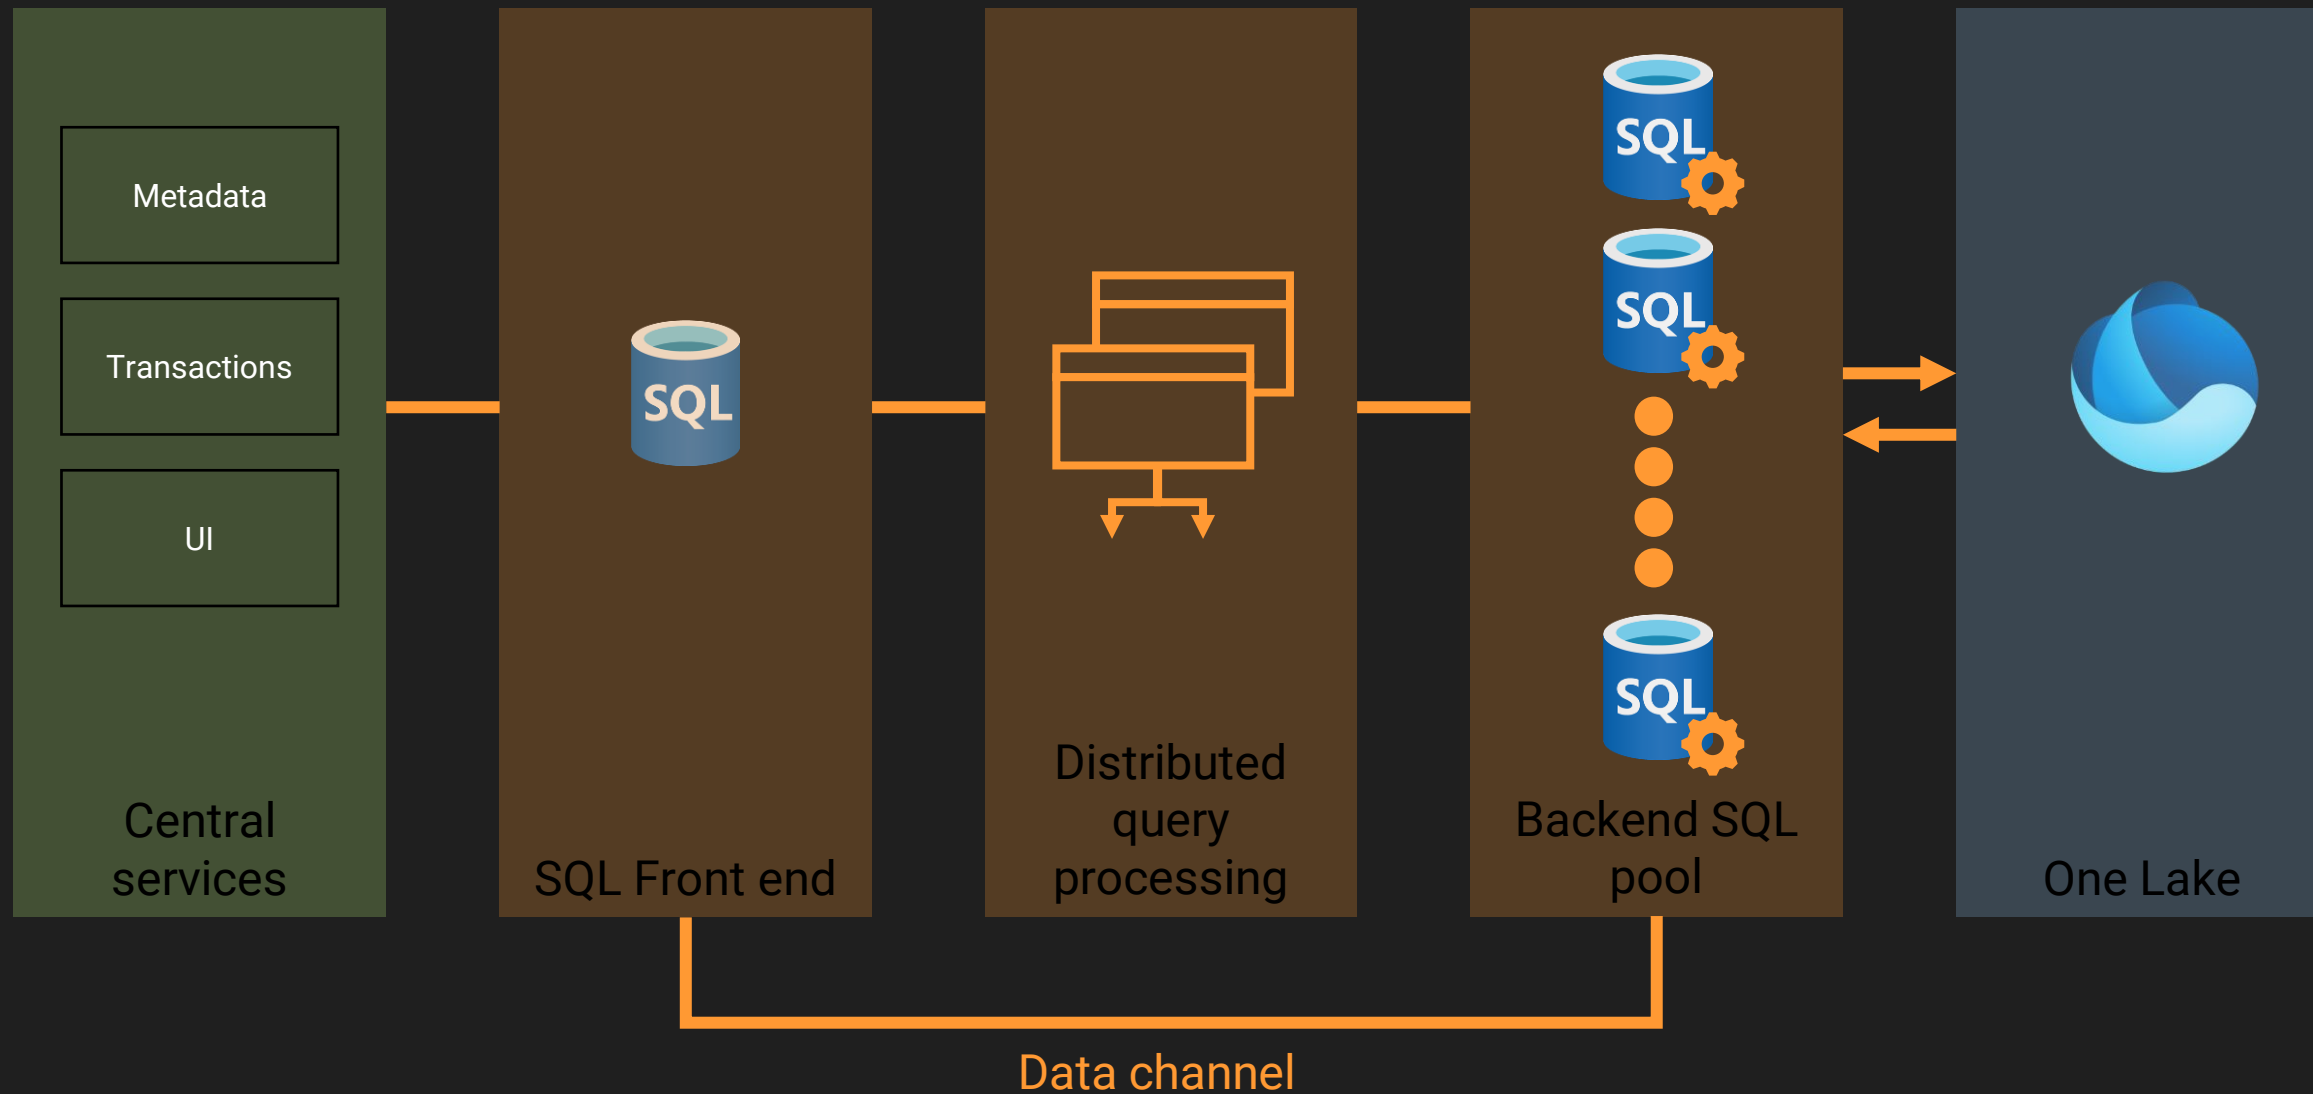 Metadata
Transactions
UI
Central
services
SQL
SQL Front end
Distributed
query
processing
SQL
SQL
SQL
Backend SQL
pool
One Lake
Data channel